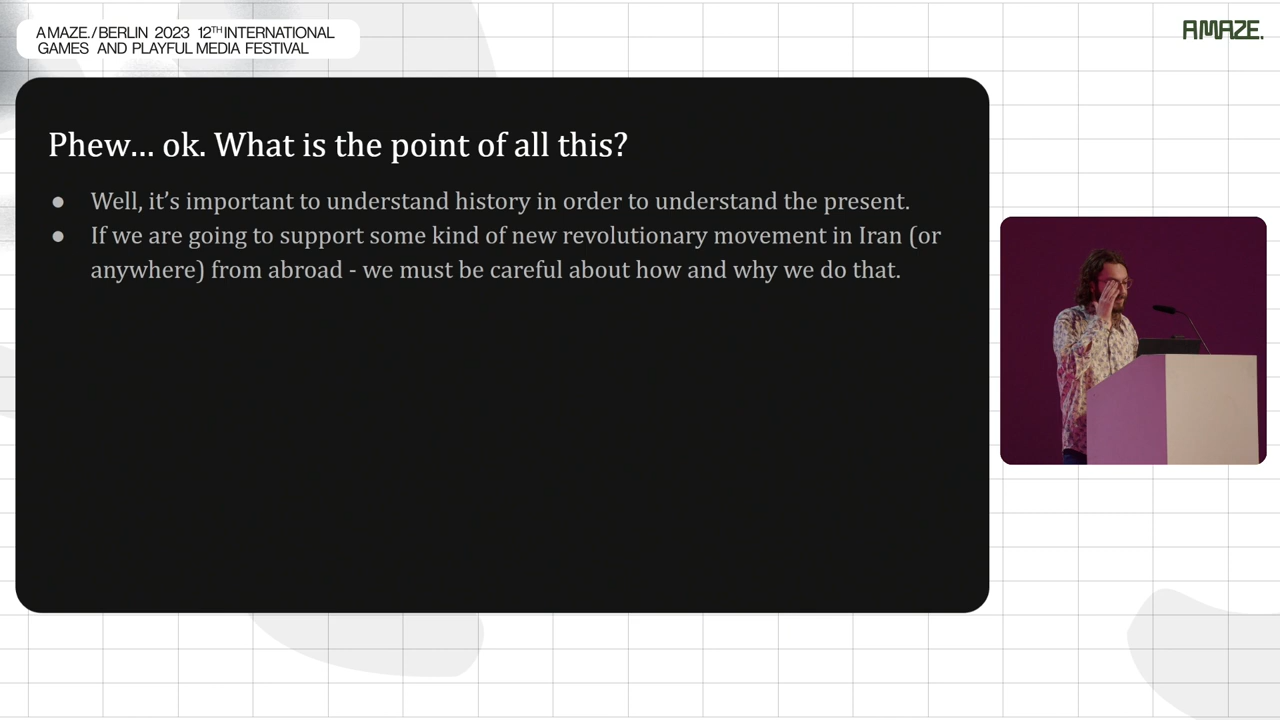 AMAZE./BERLIN 2023 12TH INTERNATIONAL
GAMES AND PLAYFUL MEDIA FESTIVAL
AMAZE.
Phew… ok. What is the point of all this?
● Well, it’s important to understand history in order to understand the present.
● If we are going to support some kind of new revolutionary movement in Iran (or
anywhere) from abroad - we must be careful about how and why we do that.